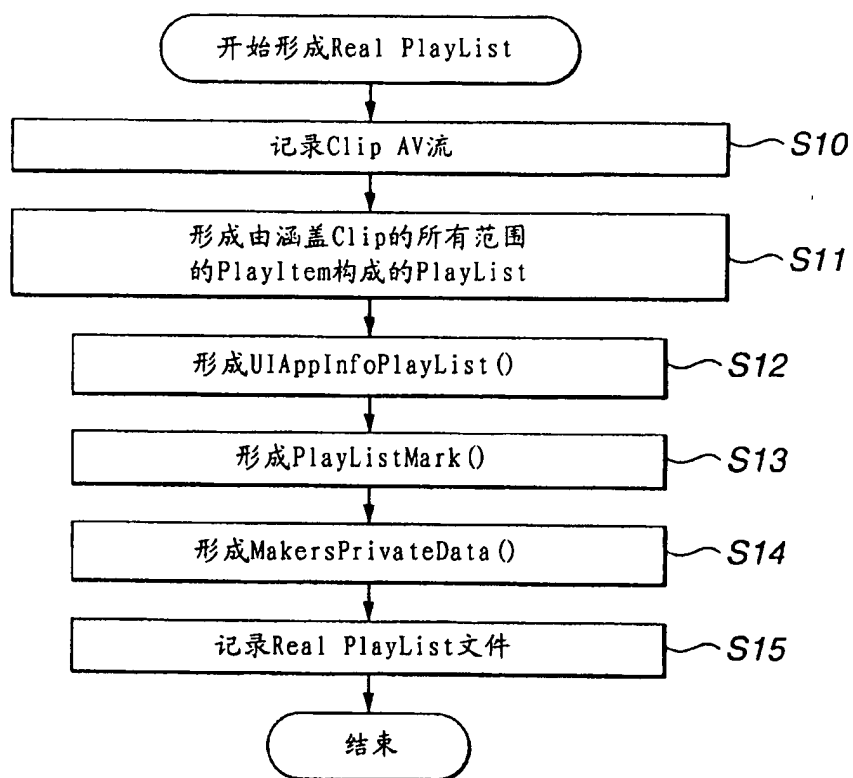 开始形成Real PlayList
记录Clip AV流
S10
形成由涵盖Clip的所有范围
的PlayItem构成的PlayList
S11
形成UIAppInfoPlayList()
S12
形成PlayListMark()
S13
形成MakersPrivateData()
S14
记录Real PlayList文件
S15
结束